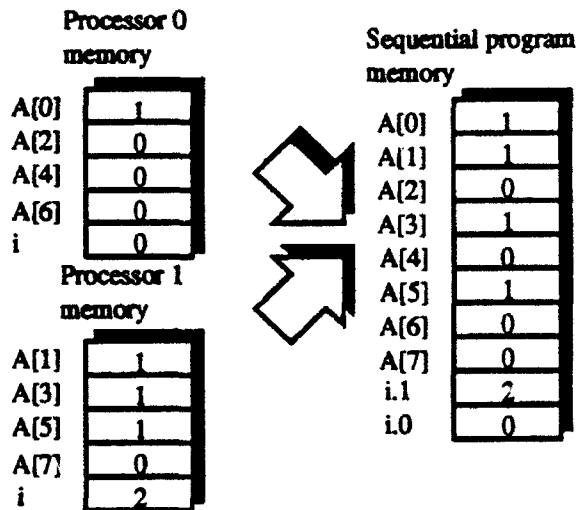 Processor 0
memory
A[0] 1
A[2] 0
A[4] 0
A[6] 0
i 0
Processor 1
memory
A[1] 1
A[3] 1
A[5] 1
A[7] 0
i 2
Sequential program
memory
A[0] 1
A[1] 1
A[2] 0
A[3] 1
A[4] 0
A[5] 1
A[6] 0
A[7] 0
i.1 2
i.0 0